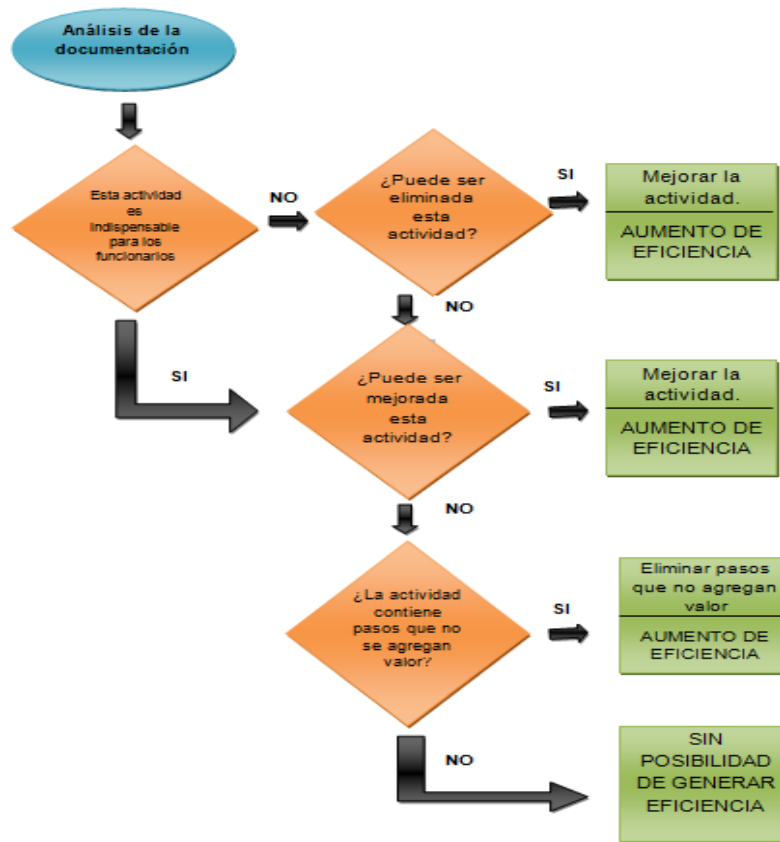 Análisis de la
documentación
Esta actividad
es
indispensable
para los
funcionarios
NO
¿Puede ser
eliminada
esta
actividad?
SI
Mejorar la
actividad.
AUMENTO DE
EFICIENCIA
NO
SI
¿Puede ser
mejorada
esta
actividad?
SI
Mejorar la
actividad.
AUMENTO DE
EFICIENCIA
NO
¿La actividad
contiene
pasos que no
se agregan
valor?
SI
Eliminar pasos
que no agregan
valor
AUMENTO DE
EFICIENCIA
NO
SIN
POSIBILIDAD
DE GENERAR
EFICIENCIA